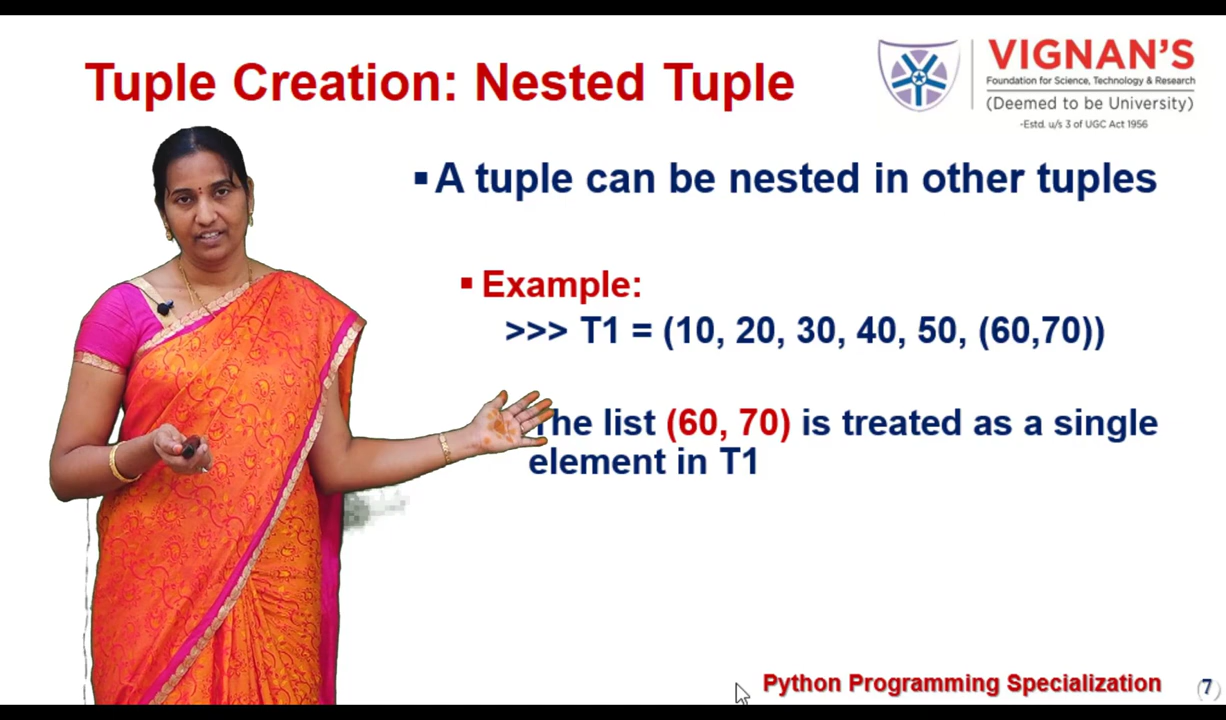 Tuple Creation: Nested Tuple
VIGNAN'S
Foundation for Science, Technology & Research
(Deemed to be University)
-Estd. u/s 3 of UGC Act 1956
▪A tuple can be nested in other tuples
▪ Example:
>>> T1 = (10, 20, 30, 40, 50, (60,70))
The list (60, 70) is treated as a single
element in T1
Python Programming Specialization
(7)